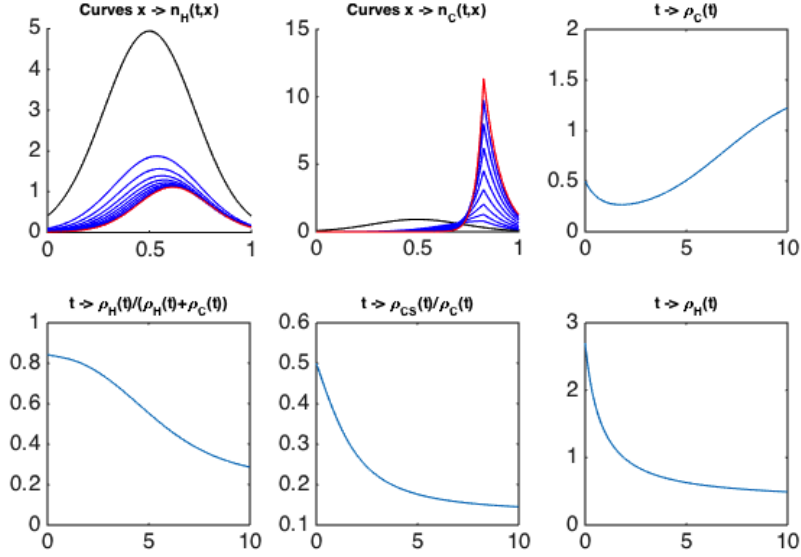 Curves x -> n_H(t,x)
5
4
3
2
1
0
0 0.5 1
Curves x -> n_C(t,x)
15
10
5
0
0 0.5 1
t -> ρ_C(t)
2
1.5
1
0.5
0
0 5 10
t -> ρ_H(t)/(ρ_H(t)+ρ_C(t))
1
0.8
0.6
0.4
0.2
0
0 5 10
t -> ρ_CS(t)/ρ_C(t)
0.6
0.5
0.4
0.3
0.2
0.1
0 5 10
t -> ρ_H(t)
3
2
1
0
0 5 10